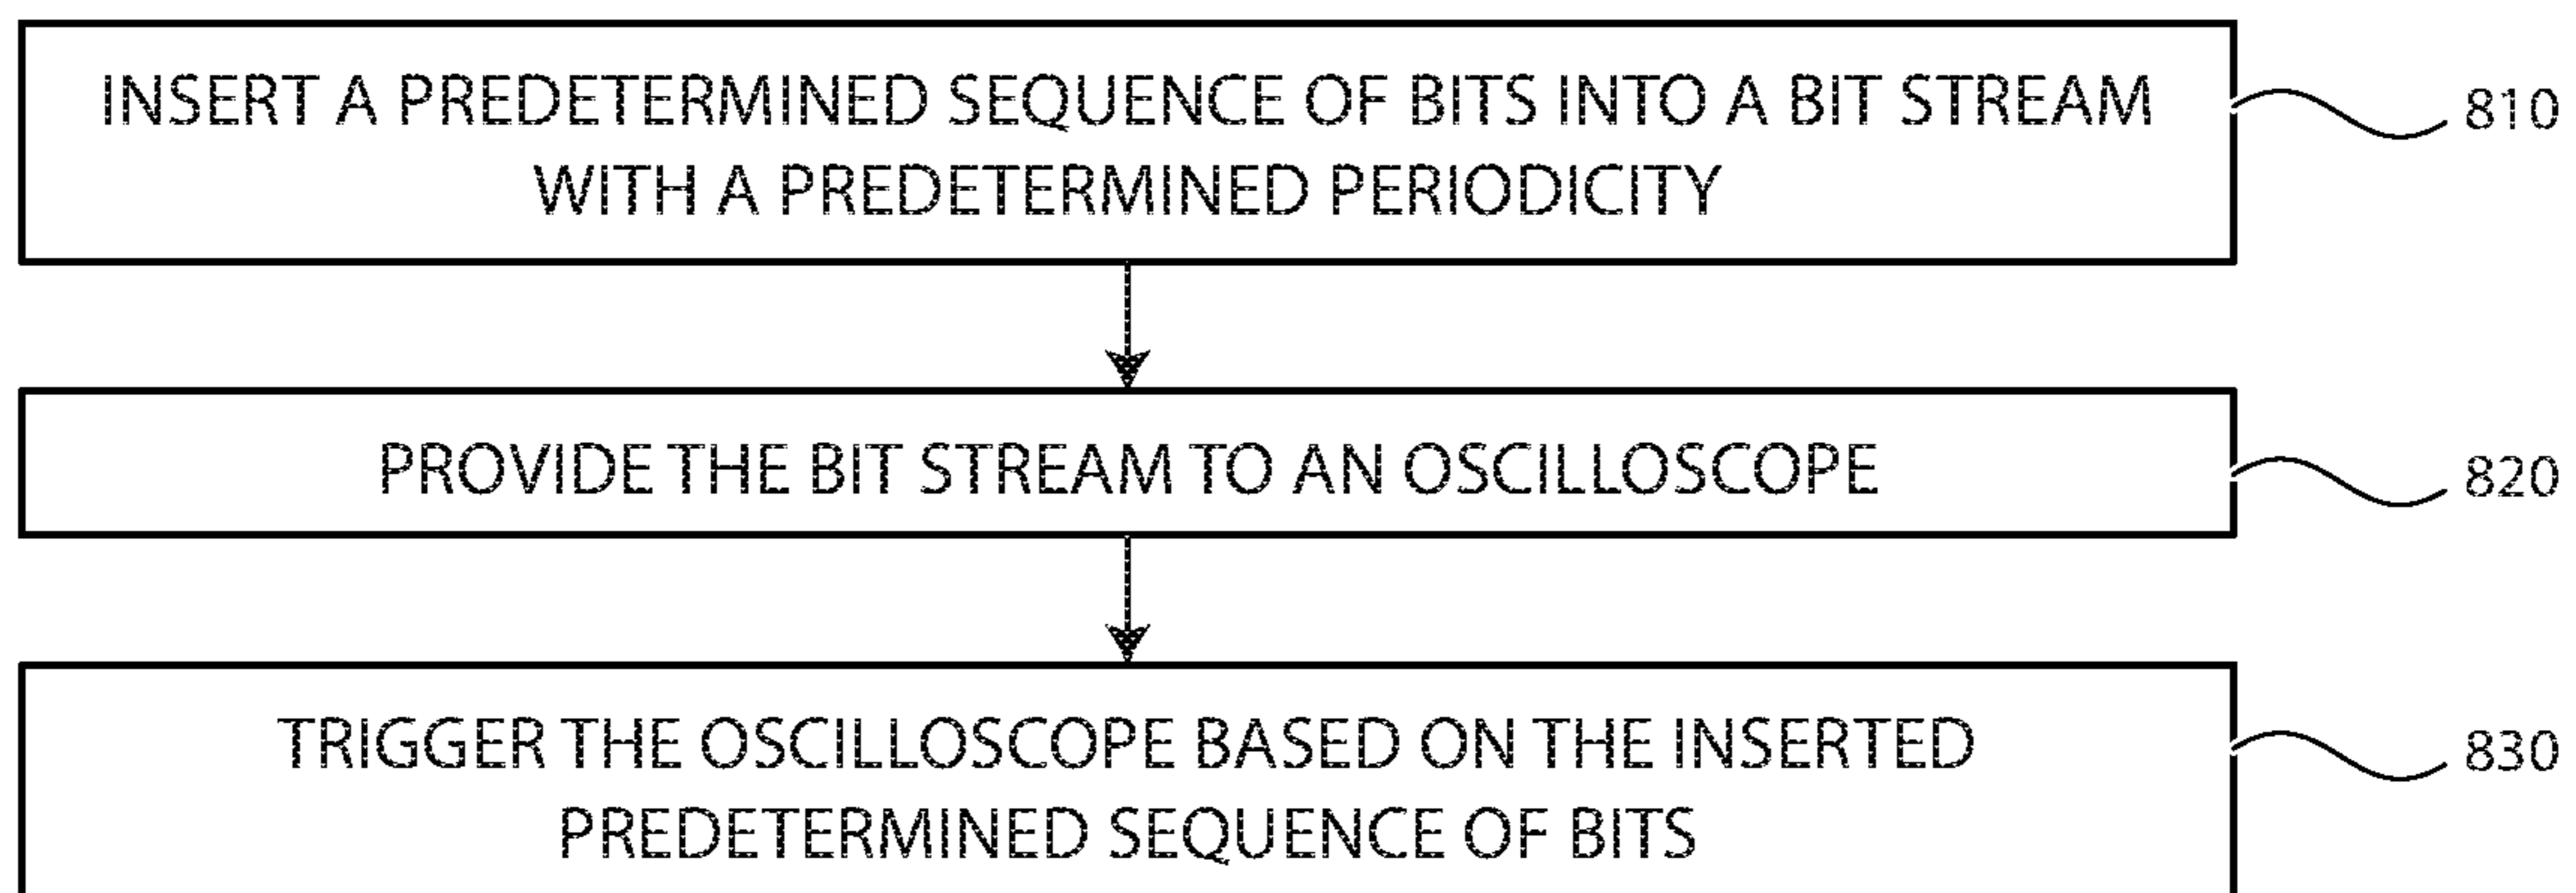 INSERT A PREDETERMINED SEQUENCE OF BITS INTO A BIT STREAM
WITH A PREDETERMINED PERIODICITY
810
PROVIDE THE BIT STREAM TO AN OSCILLOSCOPE
820
TRIGGER THE OSCILLOSCOPE BASED ON THE INSERTED
PREDETERMINED SEQUENCE OF BITS
830